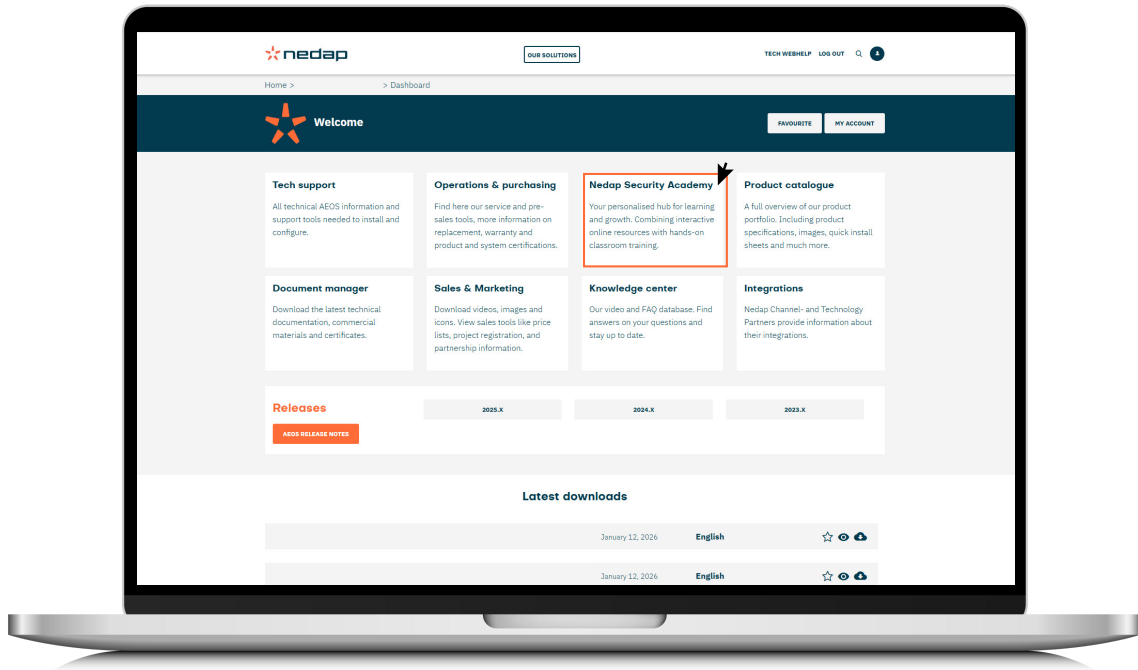 nedap
OUR SOLUTIONS
TECH WEBHELP LOG OUT
Home > > Dashboard
Welcome
FAVOURITE MY ACCOUNT
Tech support
All technical AEOS information and
support tools needed to install and
configure.
Operations & purchasing
Find here our service and pre-
sales tools, more information on
replacement, warranty and
product and system certifications.
Nedap Security Academy
Your personalised hub for learning
and growth. Combining interactive
online resources with hands-on
classroom training.
Product catalogue
A full overview of our product
portfolio. Including product
specifications, images, quick install
sheets and much more.
Document manager
Download the latest technical
documentation, commercial
materials and certificates.
Sales & Marketing
Download videos, images and
icons. View sales tools like price
lists, project registration, and
partnership information.
Knowledge center
Our video and FAQ database. Find
answers on your questions and
stay up to date.
Integrations
Nedap Channel- and Technology
Partners provide information about
their integrations.
Releases
2025.X
2024.X
2023.X
AEOS RELEASE NOTES
Latest downloads
January 12, 2026 English
January 12, 2026 English